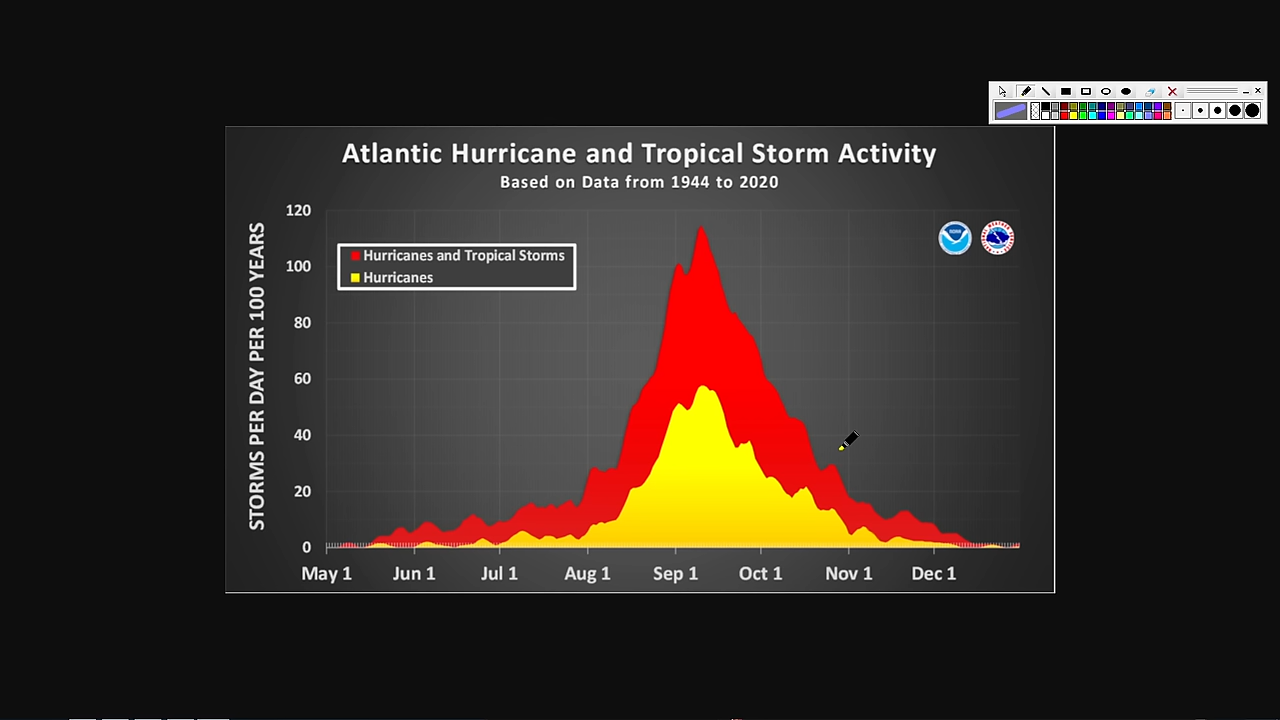 Atlantic Hurricane and Tropical Storm Activity
Based on Data from 1944 to 2020
STORMS PER DAY PER 100 YEARS
120
100
80
60
40
20
0
Hurricanes and Tropical Storms
Hurricanes
May 1 Jun 1 Jul 1 Aug 1 Sep 1 Oct 1 Nov 1 Dec 1